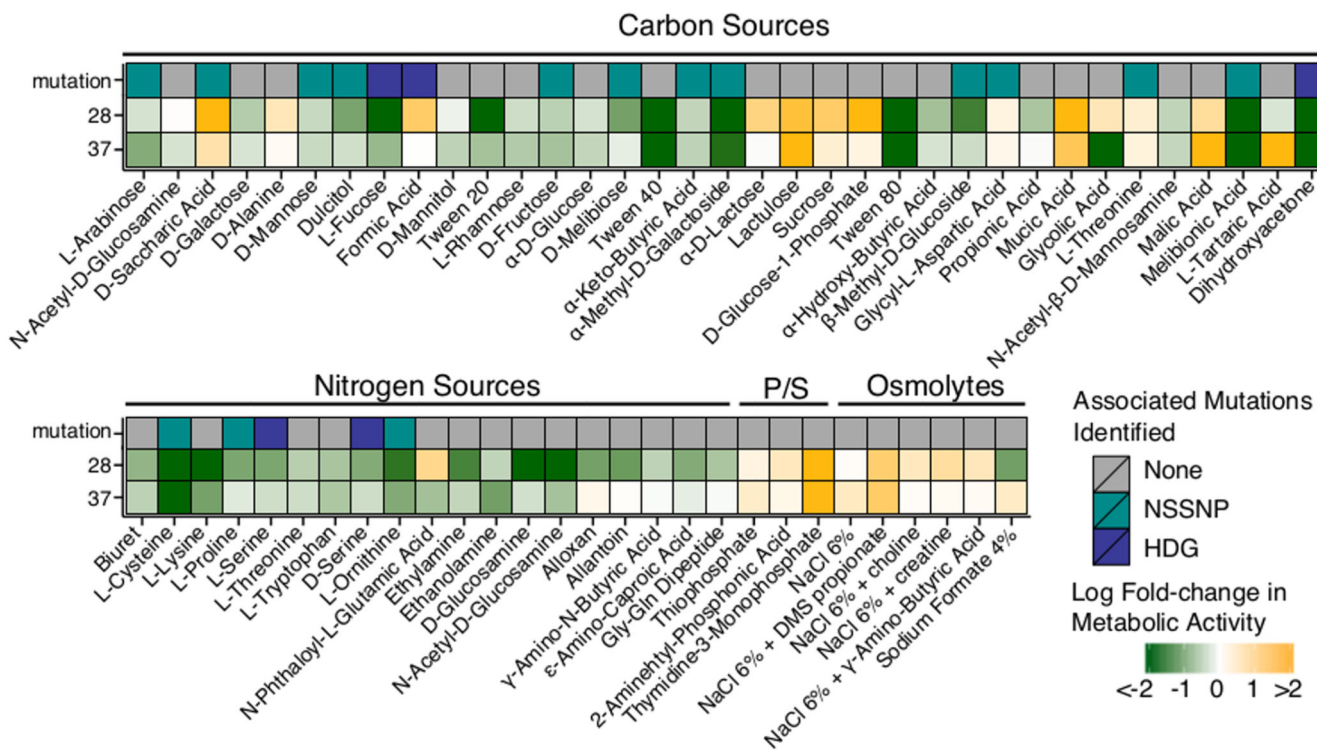 Carbon Sources
mutation
28
37
L-Arabinose
N-Acetyl-D-Glucosamine
D-Saccharic Acid
D-Galactose
D-Alanine
D-Mannose
Dulcitol
L-Fucose
Formic Acid
D-Mannitol
Tween 20
L-Rhamnose
D-Fructose
α-D-Glucose
D-Melibiose
Tween 40
α-Keto-Butyric Acid
α-Methyl-D-Galactoside
α-D-Lactose
Lactulose
Sucrose
D-Glucose-1-Phosphate
Tween 80
α-Hydroxy-Butyric Acid
β-Methyl-D-Glucoside
Glycyl-L-Aspartic Acid
Propionic Acid
Mucic Acid
Glycolic Acid
L-Threonine
N-Acetyl-β-D-Mannosamine
Malic Acid
Melibionic Acid
L-Tartaric Acid
Dihydroxyacetone
Nitrogen Sources
P/S
Osmolytes
mutation
28
37
Biuret
L-Cysteine
L-Lysine
L-Proline
L-Serine
L-Threonine
L-Tryptophan
D-Serine
L-Ornithine
N-Phthaloyl-L-Glutamic Acid
Ethylamine
Ethanolamine
D-Glucosamine
N-Acetyl-D-Glucosamine
Alloxan
Allantoin
γ-Amino-N-Butyric Acid
ε-Amino-Caproic Acid
Gly-Gln Dipeptide
Thiophosphate
2-Aminehtyl-Phosphonic Acid
Thymidine-3-Monophosphate
NaCl 6%
NaCl 6% + DMS propionate
NaCl 6% + choline
NaCl 6% + creatine
NaCl 6% + γ-Amino-Butyric Acid
Sodium Formate 4%
Associated Mutations
Identified
None
NSSNP
HDG
Log Fold-change in
Metabolic Activity
<-2 -1 0 1 >2